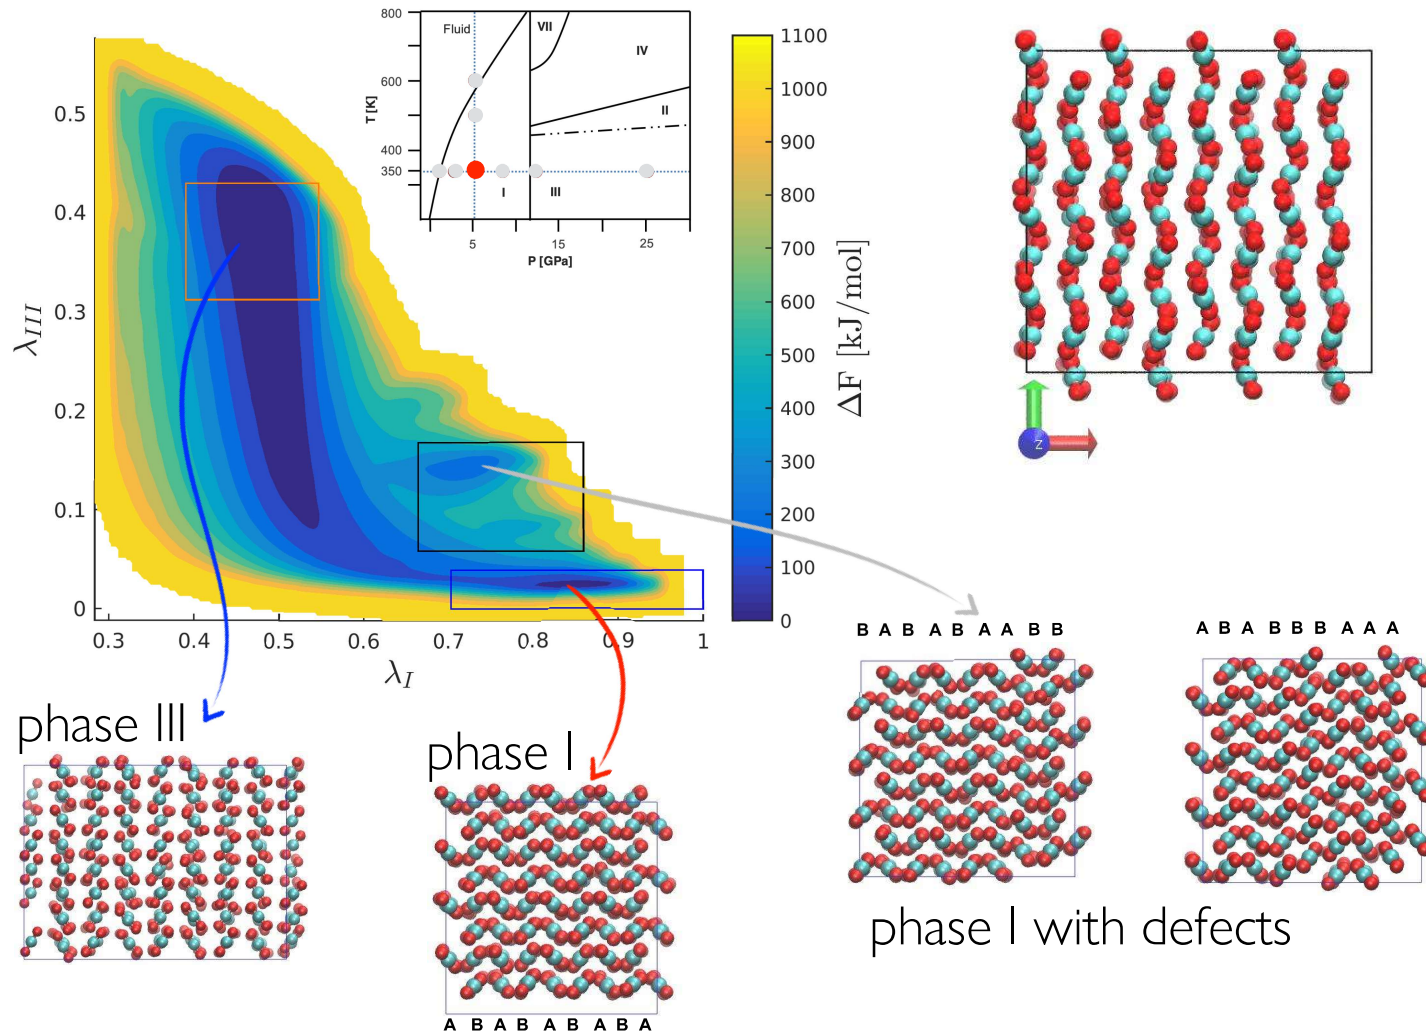 800
600
400
350
T [K]
Fluid
VII
IV
II
I
III
5
15
25
P [GPa]
0.5
0.4
0.3
0.2
0.1
0
λIII
0.3
0.4
0.5
0.6
0.7
0.8
0.9
1
λI
1100
1000
900
800
700
600
500
400
300
200
100
0
ΔF [kJ/mol]
Z
B A B A B A A B B
A B A B B B A A A
phase III
phase I
phase I with defects
A B A B A B A B A